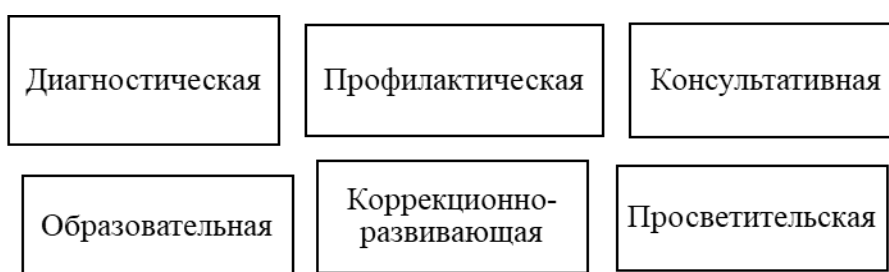 Диагностическая
Профилактическая
Консультативная
Образовательная
Коррекционно-
развивающая
Просветительская